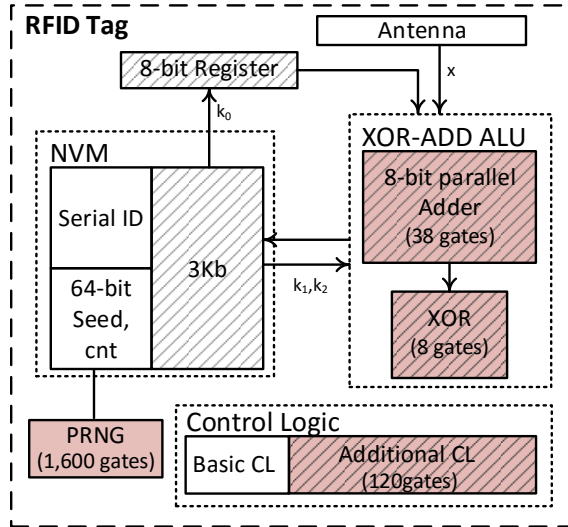 RFID Tag
Antenna
8-bit Register
x
k₀
NVM
XOR-ADD ALU
Serial ID
64-bit
Seed,
cnt
3Kb
k₁,k₂
8-bit parallel
Adder
(38 gates)
XOR
(8 gates)
PRNG
(1,600 gates)
Control Logic
Basic CL
Additional CL
(120gates)